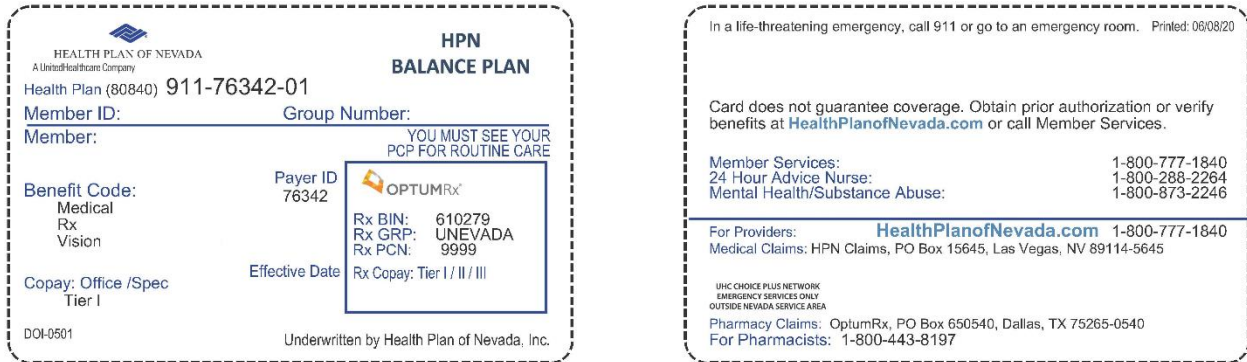 HEALTH PLAN OF NEVADA
A UnitedHealthcare Company
HPN
BALANCE PLAN
Health Plan (80840) 911-76342-01
Member ID: Group Number:
Member:
YOU MUST SEE YOUR
PCP FOR ROUTINE CARE
Benefit Code:
Medical
Rx
Vision
Payer ID
76342
OPTUMRx®
Rx BIN: 610279
Rx GRP: UNEVADA
Rx PCN: 9999
Effective Date
Rx Copay: Tier I / II / III
Copay: Office /Spec
Tier I
DOI-0501
Underwritten by Health Plan of Nevada, Inc.
In a life-threatening emergency, call 911 or go to an emergency room. Printed: 06/08/20
Card does not guarantee coverage. Obtain prior authorization or verify
benefits at HealthPlanofNevada.com or call Member Services.
Member Services: 1-800-777-1840
24 Hour Advice Nurse: 1-800-288-2264
Mental Health/Substance Abuse: 1-800-873-2246
For Providers: HealthPlanofNevada.com 1-800-777-1840
Medical Claims: HPN Claims, PO Box 15645, Las Vegas, NV 89114-5645
UHC CHOICE PLUS NETWORK
EMERGENCY SERVICES ONLY
OUTSIDE NEVADA SERVICE AREA
Pharmacy Claims: OptumRx, PO Box 650540, Dallas, TX 75265-0540
For Pharmacists: 1-800-443-8197